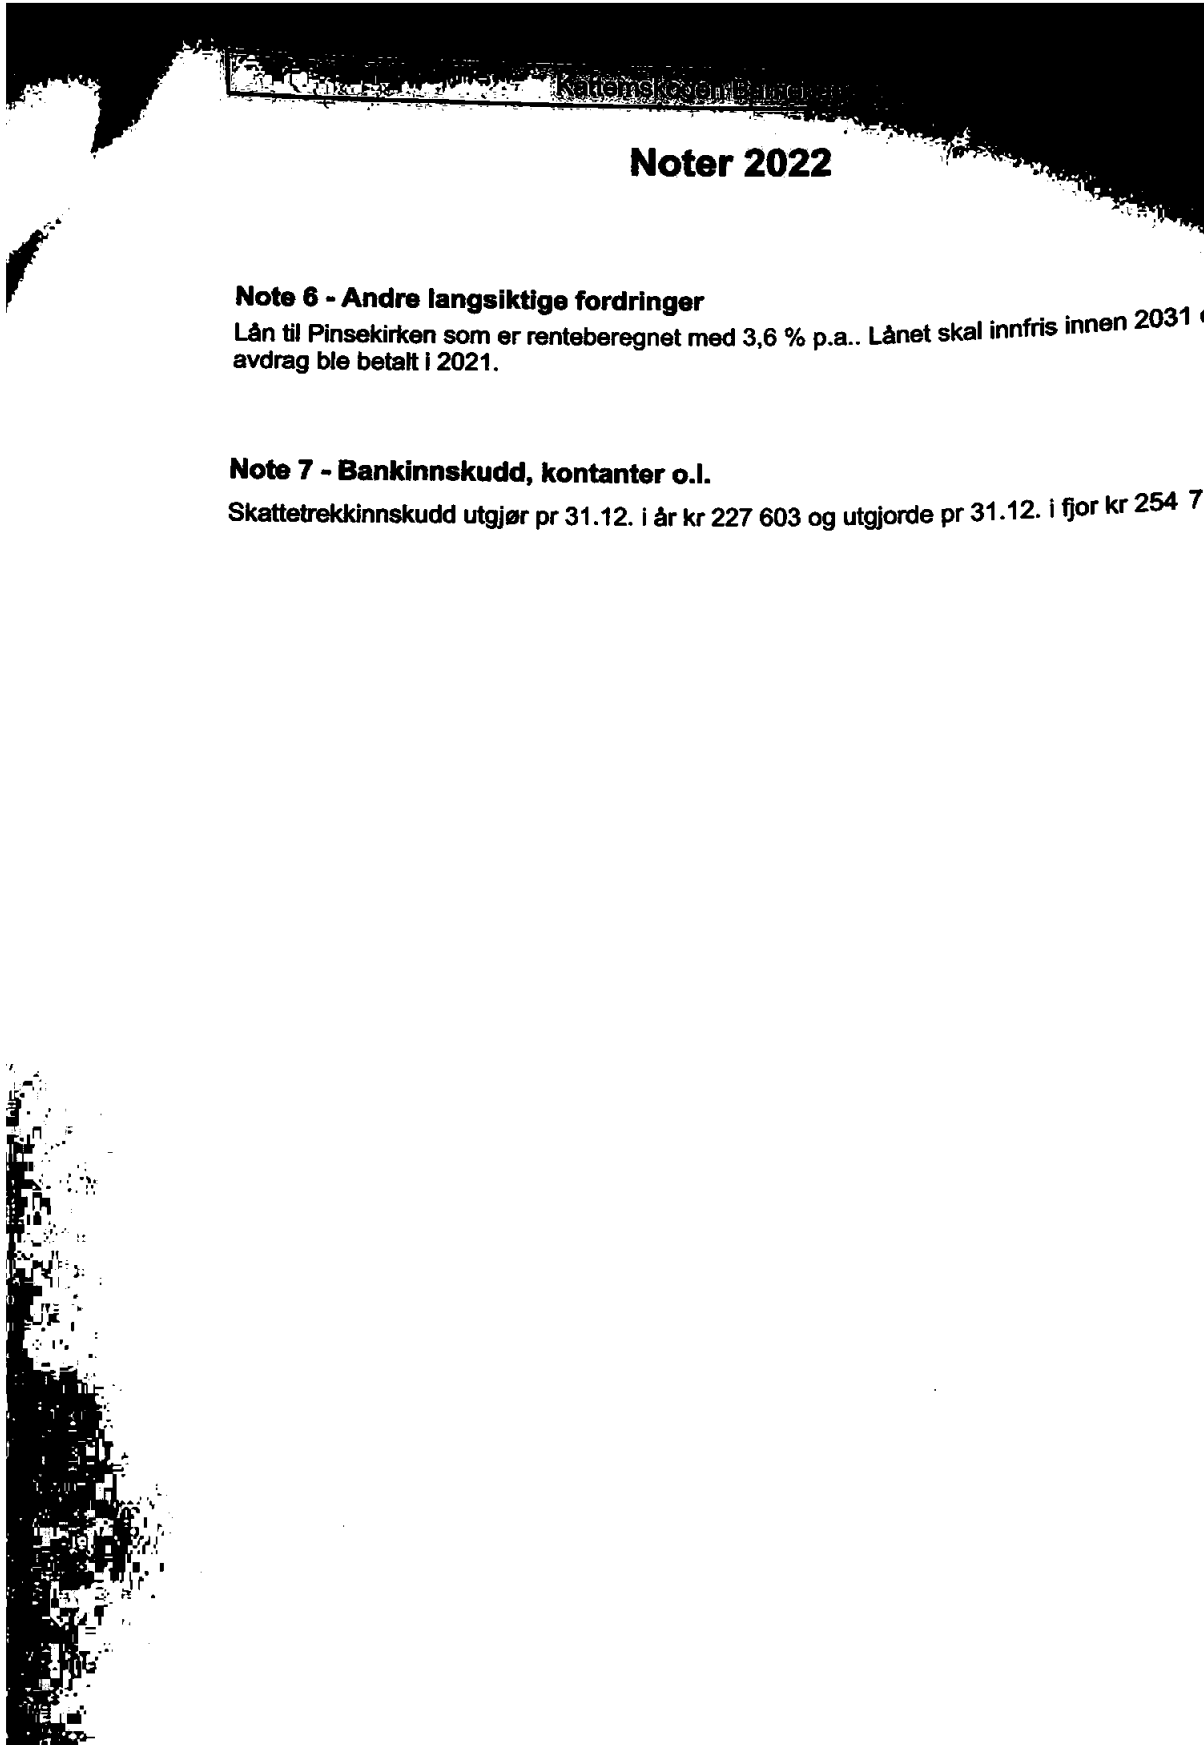 Kattemskogen
Noter 2022
Note 6 - Andre langsiktige fordringer
Lån til Pinsekirken som er renteberegnet med 3,6 % p.a.. Lånet skal innfris innen 2031
avdrag ble betalt i 2021.
Note 7 - Bankinnskudd, kontanter o.l.
Skattetrekkinnskudd utgjør pr 31.12. i år kr 227 603 og utgjorde pr 31.12. i fjor kr 254 7